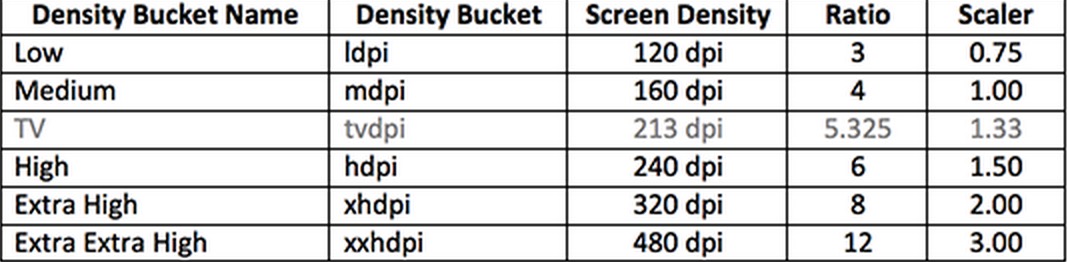 Density Bucket Name Density Bucket Screen Density Ratio Scaler
Low ldpi 120 dpi 3 0.75
Medium mdpi 160 dpi 4 1.00
TV tvdpi 213 dpi 5.325 1.33
High hdpi 240 dpi 6 1.50
Extra High xhdpi 320 dpi 8 2.00
Extra Extra High xxhdpi 480 dpi 12 3.00